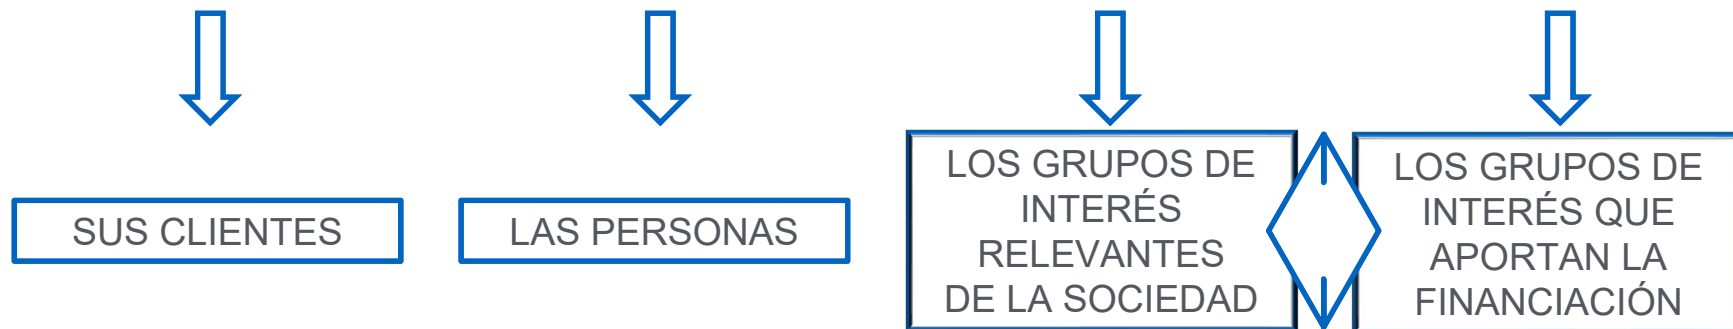 SUS CLIENTES
LAS PERSONAS
LOS GRUPOS DE
INTERÉS
RELEVANTES
DE LA SOCIEDAD
LOS GRUPOS DE
INTERÉS QUE
APORTAN LA
FINANCIACIÓN